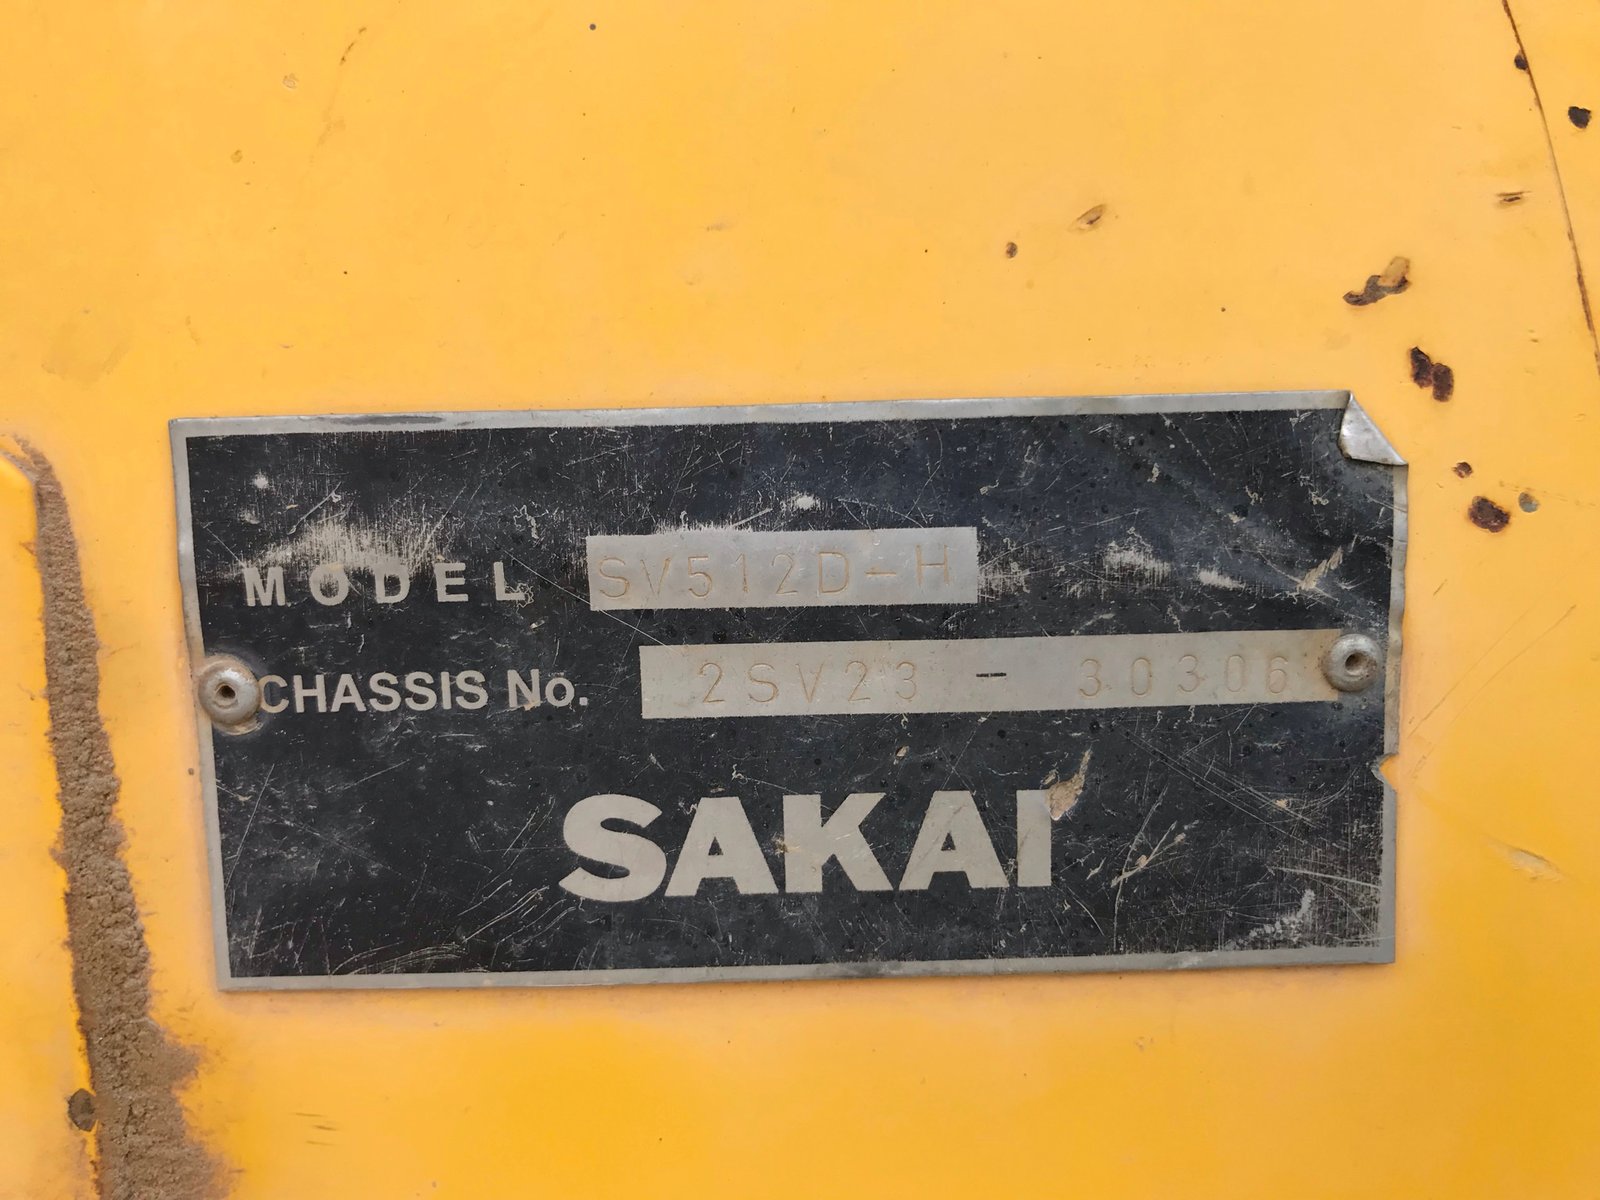 MODEL SV512D-H
CHASSIS No. 2SV23 - 30306
SAKAI